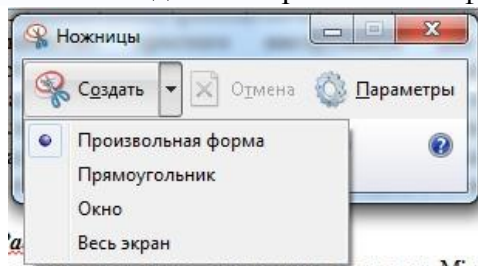 Ножницы
Создать Отмена Параметры
Произвольная форма
Прямоугольник
Окно
Весь экран